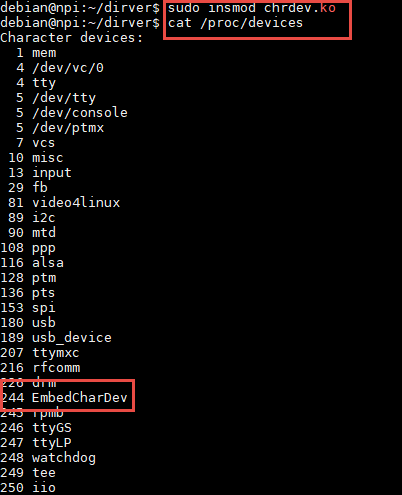 debian@npi:~/dirver$ sudo insmod chrdev.ko
debian@npi:~/dirver$ cat /proc/devices
Character devices:
1 mem
4 /dev/vc/0
4 tty
5 /dev/tty
5 /dev/console
5 /dev/ptmx
7 vcs
10 misc
13 input
29 fb
81 video4linux
89 i2c
90 mtd
108 ppp
116 alsa
128 ptm
136 pts
153 spi
180 usb
189 usb_device
207 ttymxc
216 rfcomm
226 drm
244 EmbedCharDev
245 rpmb
246 ttyGS
247 ttyLP
248 watchdog
249 tee
250 iio